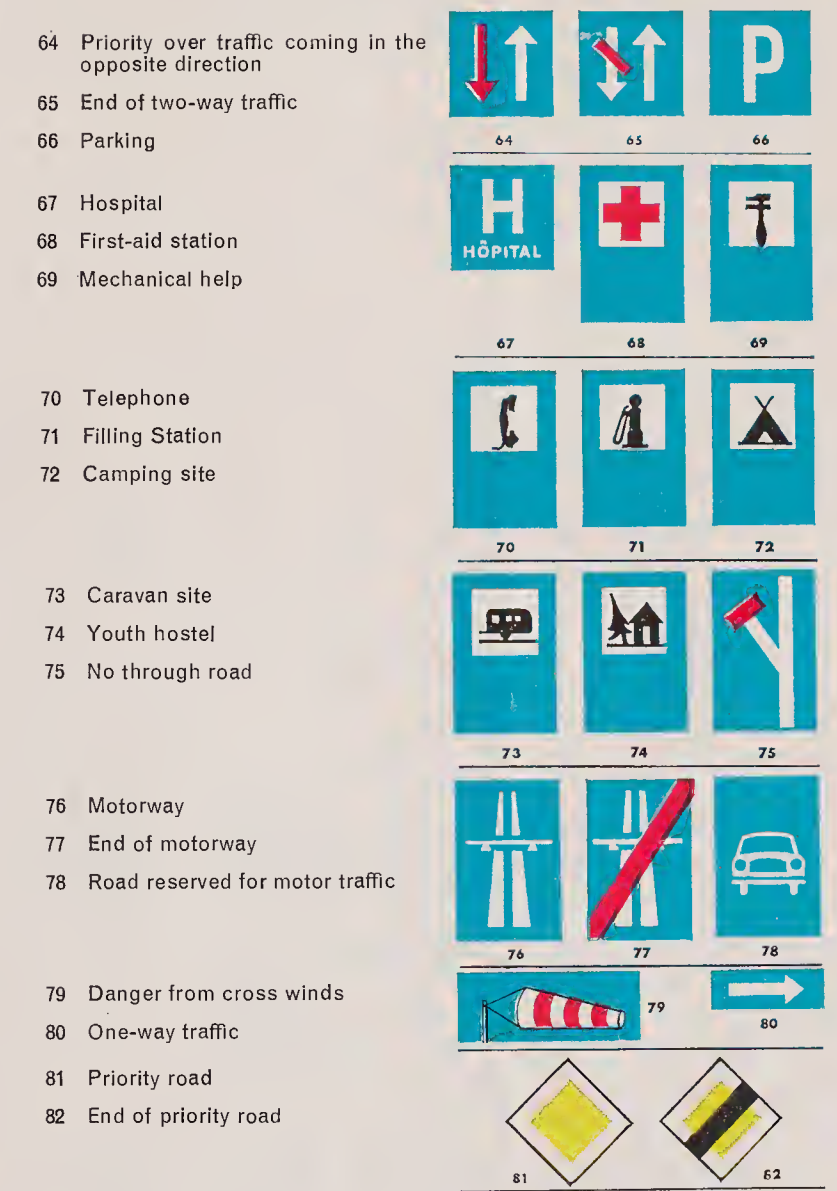 64 Priority over traffic coming in the
opposite direction
65 End of two-way traffic
66 Parking
P
64 65 66
67 Hospital
68 First-aid station
69 Mechanical help
H
HÔPITAL
67 68 69
70 Telephone
71 Filling Station
72 Camping site
70 71 72
73 Caravan site
74 Youth hostel
75 No through road
73 74 75
76 Motorway
77 End of motorway
78 Road reserved for motor traffic
76 77 78
79 Danger from cross winds
80 One-way traffic
79
80
81 Priority road
82 End of priority road
81 82